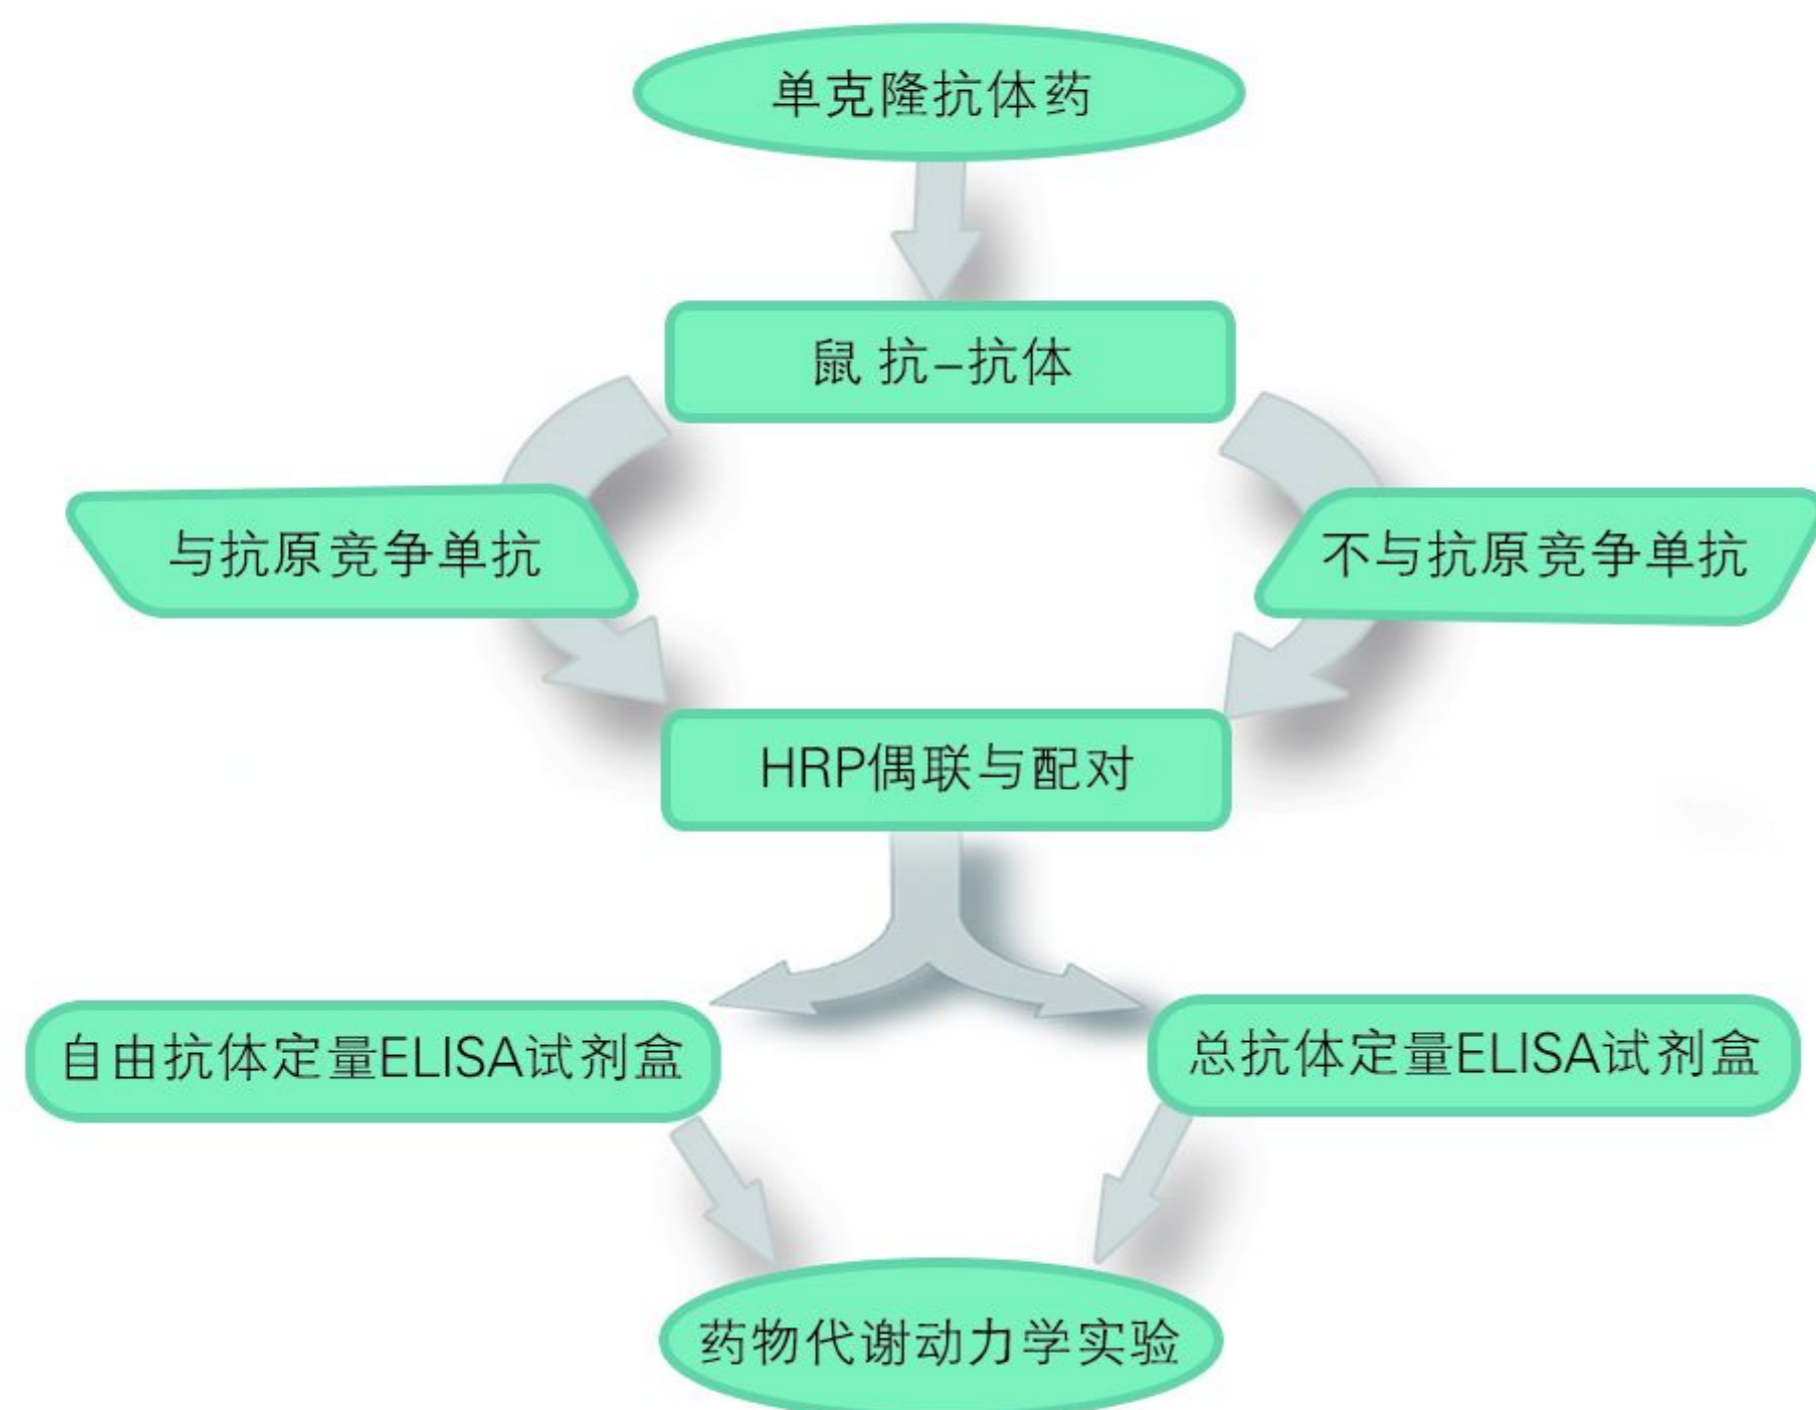 单克隆抗体药
鼠 抗-抗体
与抗原竞争单抗
不与抗原竞争单抗
HRP偶联与配对
自由抗体定量ELISA试剂盒
总抗体定量ELISA试剂盒
药物代谢动力学实验